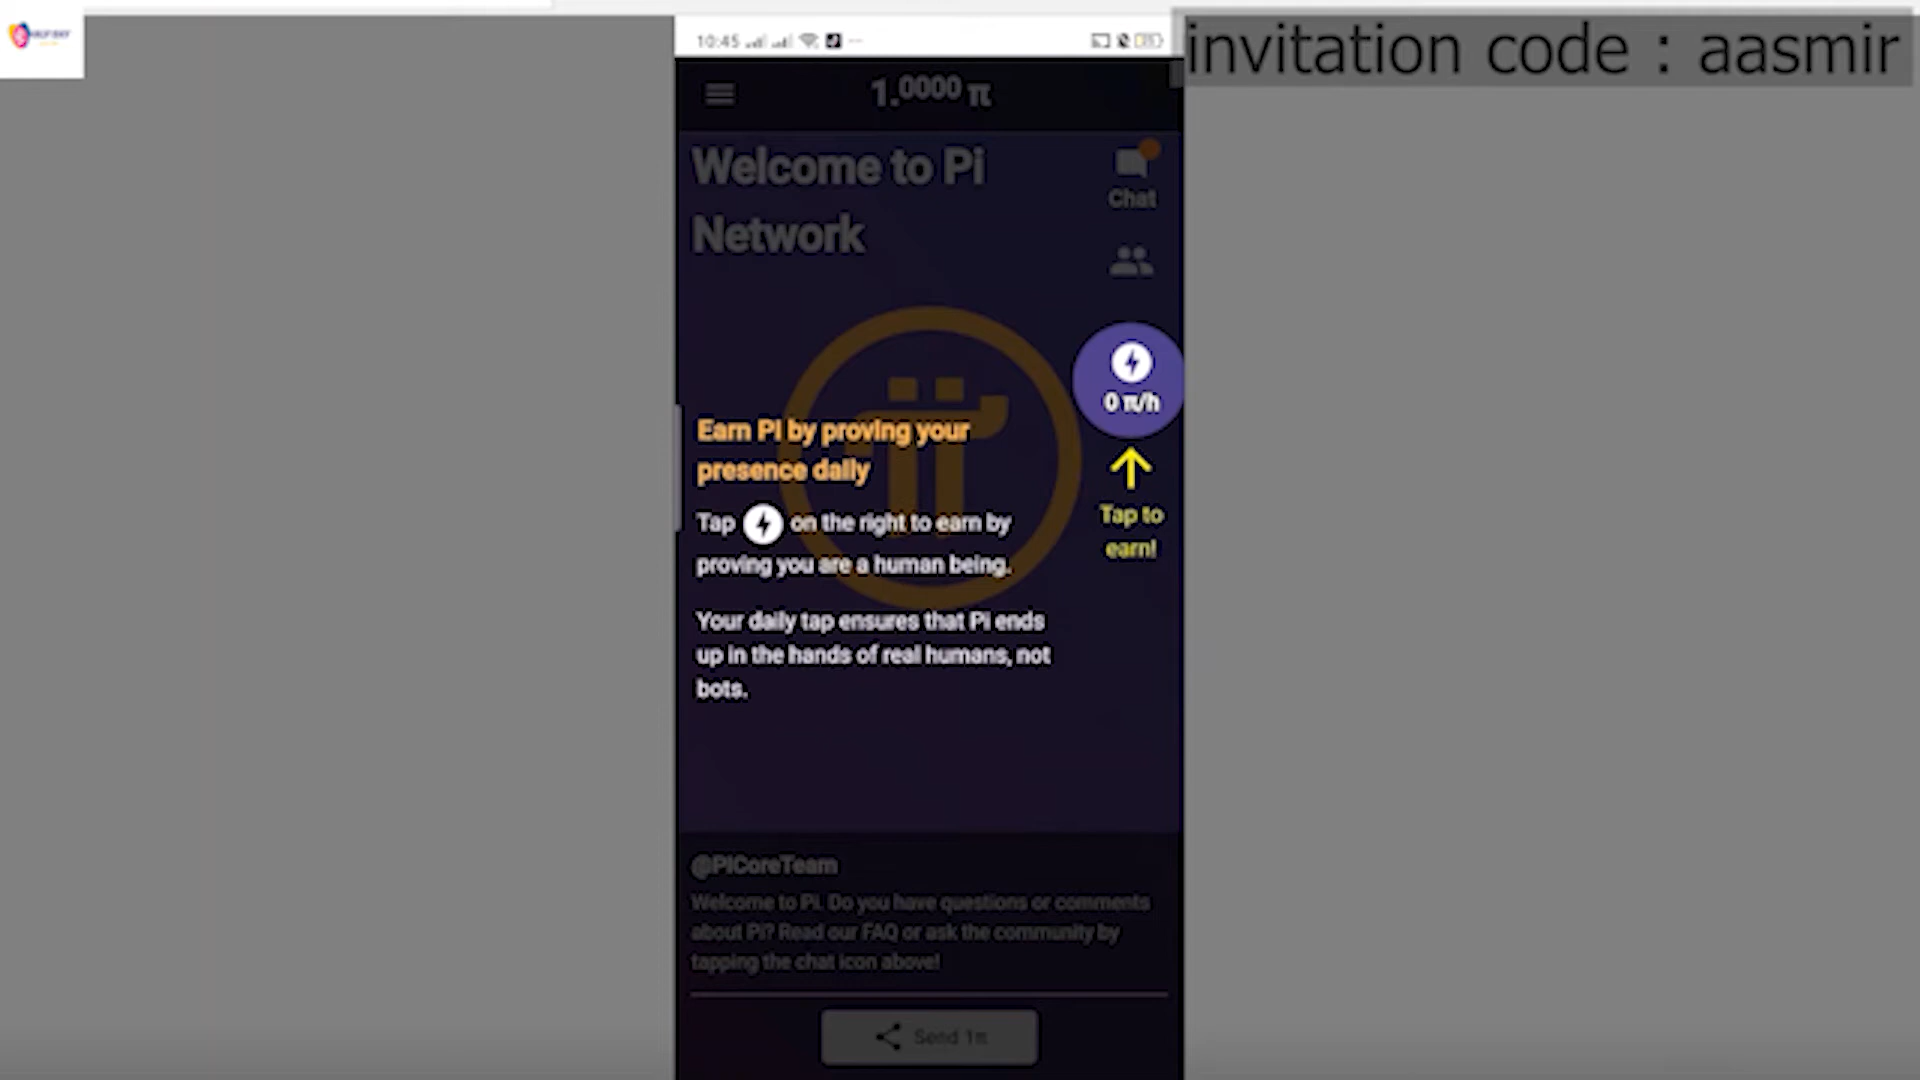 10:45
invitation code : aasmir
1.0000 π
Welcome to Pi
Network
Chat
0 π/h
Earn Pi by proving your
presence daily
Tap on the right to earn by
proving you are a human being.
Tap to
earn!
Your daily tap ensures that Pi ends
up in the hands of real humans, not
bots.
@PiCoreTeam
Welcome to Pi. Do you have questions or comments
about Pi? Read our FAQ or ask the community by
tapping the chat icon above!
Send 1π